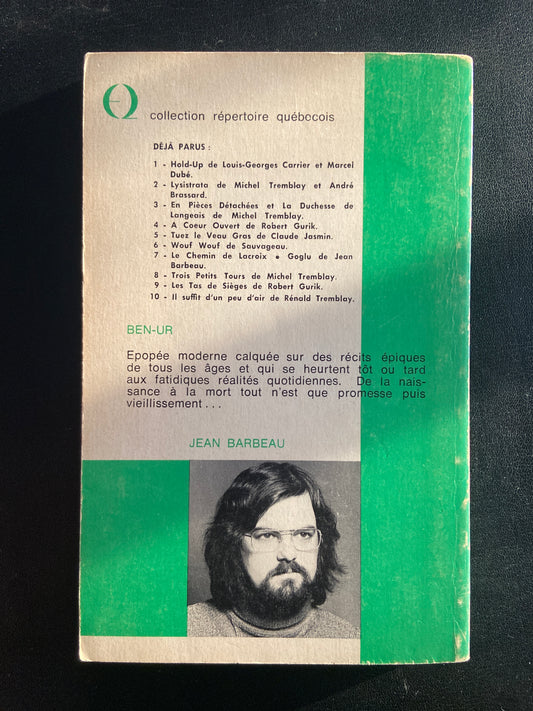 collection répertoire québocois
DÉJÀ PARUS :
1 - Hold-Up de Louis-Georges Carrier et Marcel
Dubé.
2 - Lysistrata de Michel Tremblay et André
Brassard.
3 - En Pièces Détachées et La Duchesse de
Langeais de Michel Tremblay.
4 - A Coeur Ouvert de Robert Gurik.
5 - Tuez le Veau Gras de Claude Jasmin.
6 - Wouf Wouf de Sauvageau.
7 - Le Chemin de Lacroix • Goglu de Jean
Barbeau.
8 - Trois Petits Tours de Michel Tremblay.
9 - Les Tas de Sièges de Robert Gurik.
10 - Il suffit d'un peu d'air de Rénald Tremblay.
BEN-UR
Epopée moderne calquée sur des récits épiques
de tous les âges et qui se heurtent tôt ou tard
aux fatidiques réalités quotidiennes. De la nais-
sance à la mort tout n'est que promesse puis
vieillissement . . .
JEAN BARBEAU